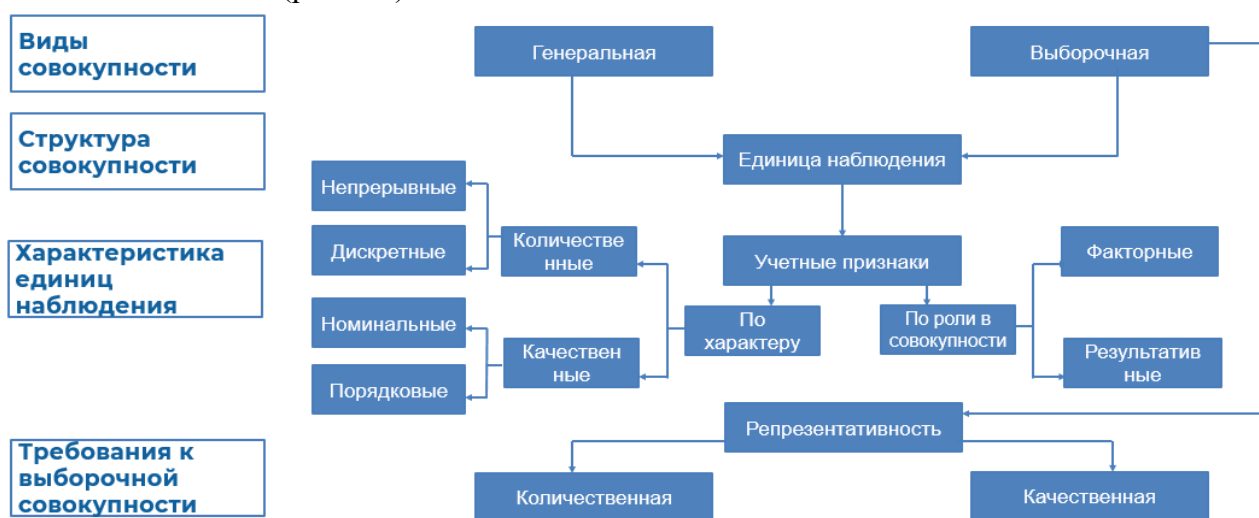 Виды
совокупности
Генеральная
Выборочная
Структура
совокупности
Единица наблюдения
Непрерывные
Дискретные
Количестве
нные
Характеристика
единиц
наблюдения
Учетные признаки
Факторные
Номинальные
Порядковые
Качествен
ные
По
характеру
По роли в
совокупности
Результатив
ные
Репрезентативность
Требования к
выборочной
совокупности
Количественная
Качественная